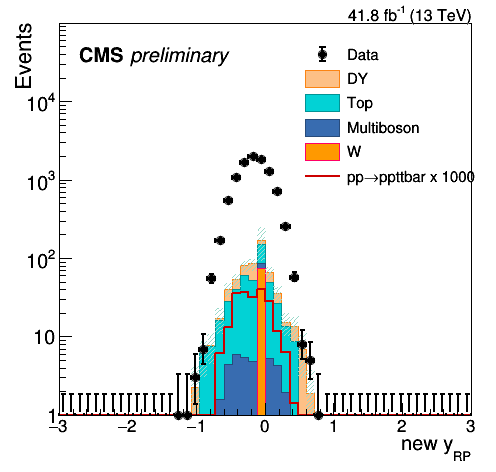 41.8 fb⁻¹ (13 TeV)
Events
CMS preliminary
Data
DY
Top
Multiboson
W
pp→ppttbar x 1000
10⁴
10³
10²
10
1
−3 −2 −1 0 1 2 3
new y_RP